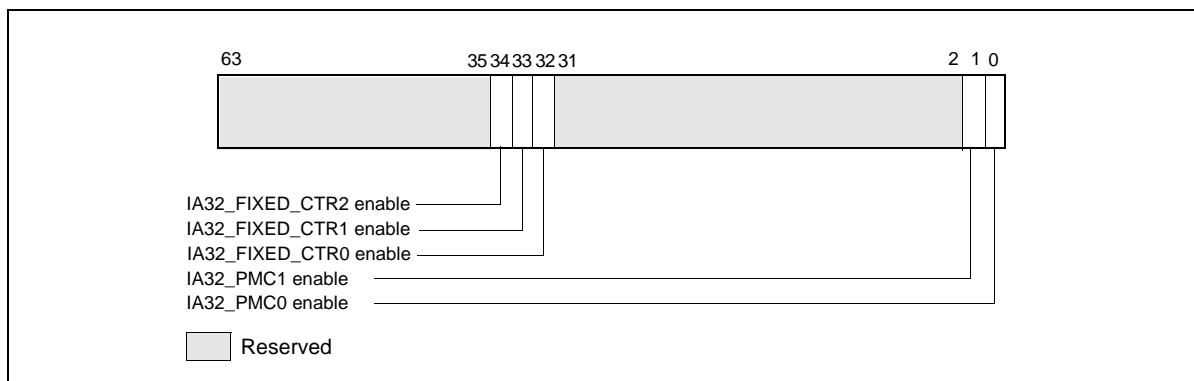 63 35 34 33 32 31 2 1 0
IA32_FIXED_CTR2 enable
IA32_FIXED_CTR1 enable
IA32_FIXED_CTR0 enable
IA32_PMC1 enable
IA32_PMC0 enable
Reserved